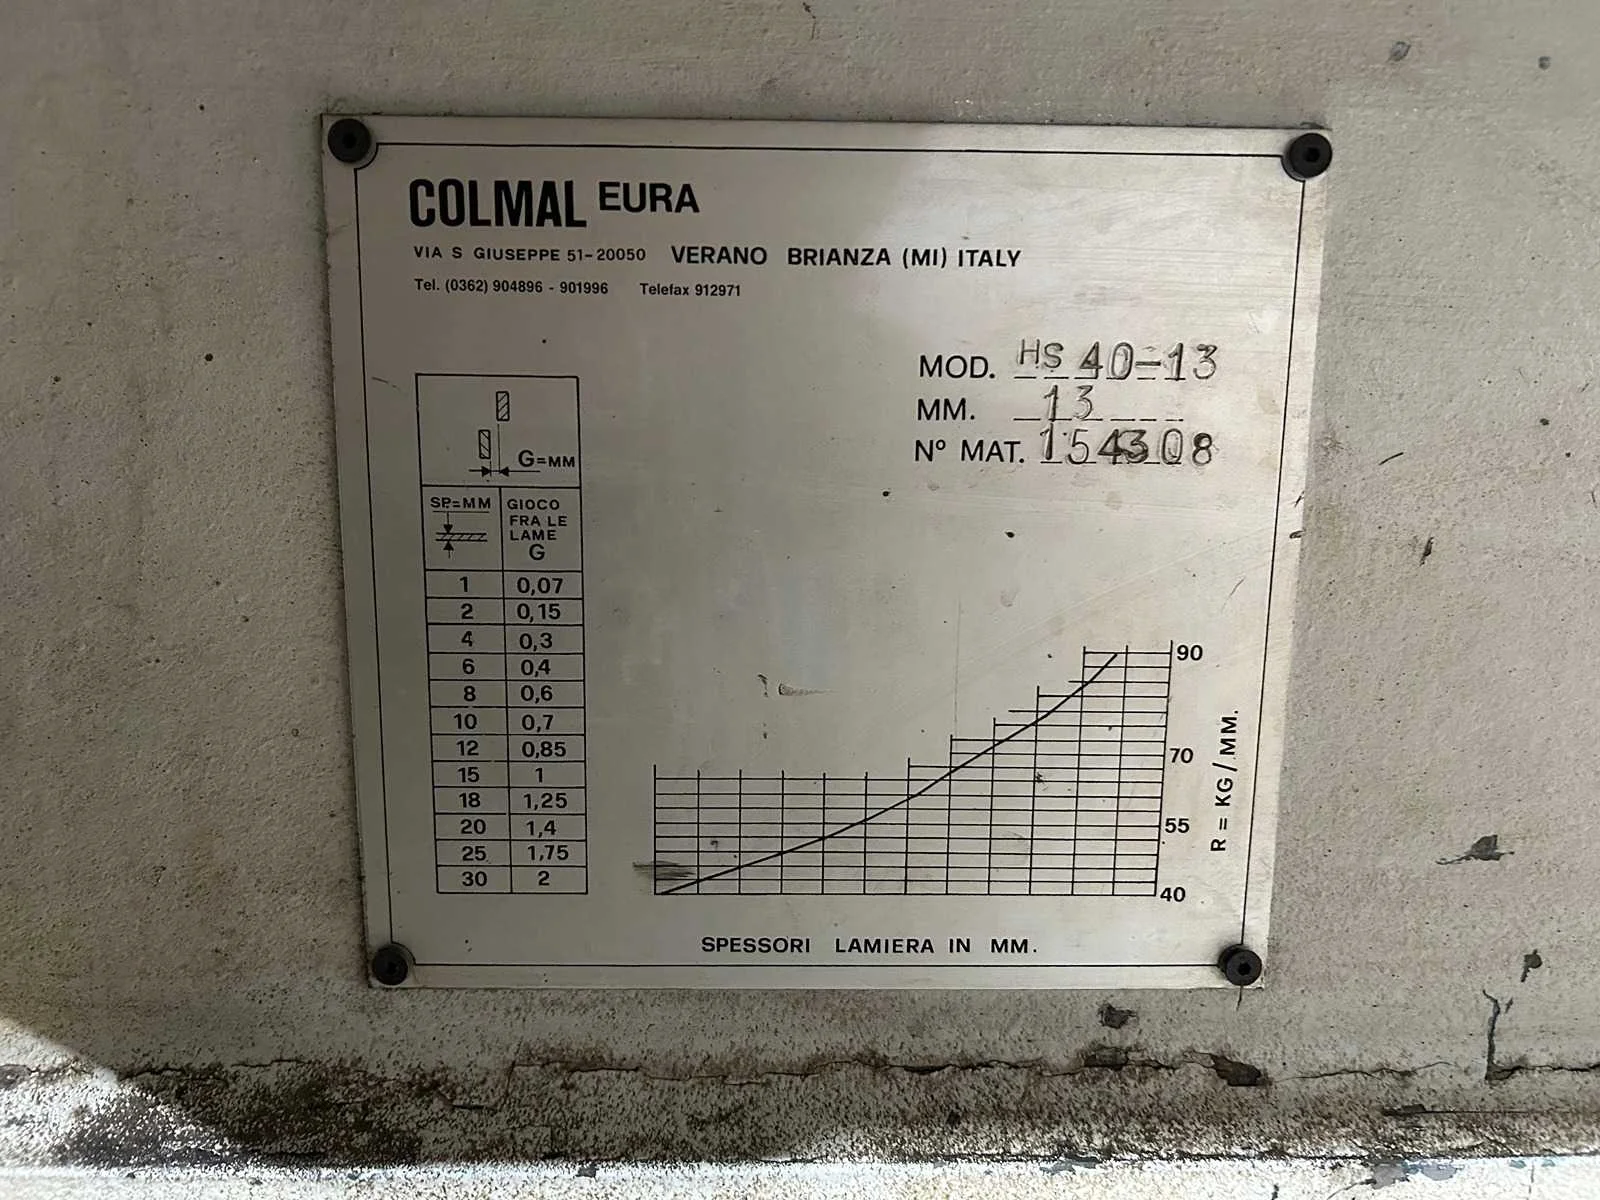 COLMAL EURA
VIA S GIUSEPPE 51-20050 VERANO BRIANZA (MI) ITALY
Tel. (0362) 904896 - 901996 Telefax 912971
MOD. HS 40-13
MM. 13
Nº MAT.
G=MM
SP=MM GIOCO
FRA LE
LAME
G
1 0,07
2 0,15
4 0,3
6 0,4
8 0,6
10 0,7
12 0,85
15 1
18 1,25
20 1,4
25 1,75
30 2
90
70
55
40
R = KG/MM.
SPESSORI LAMIERA IN MM.